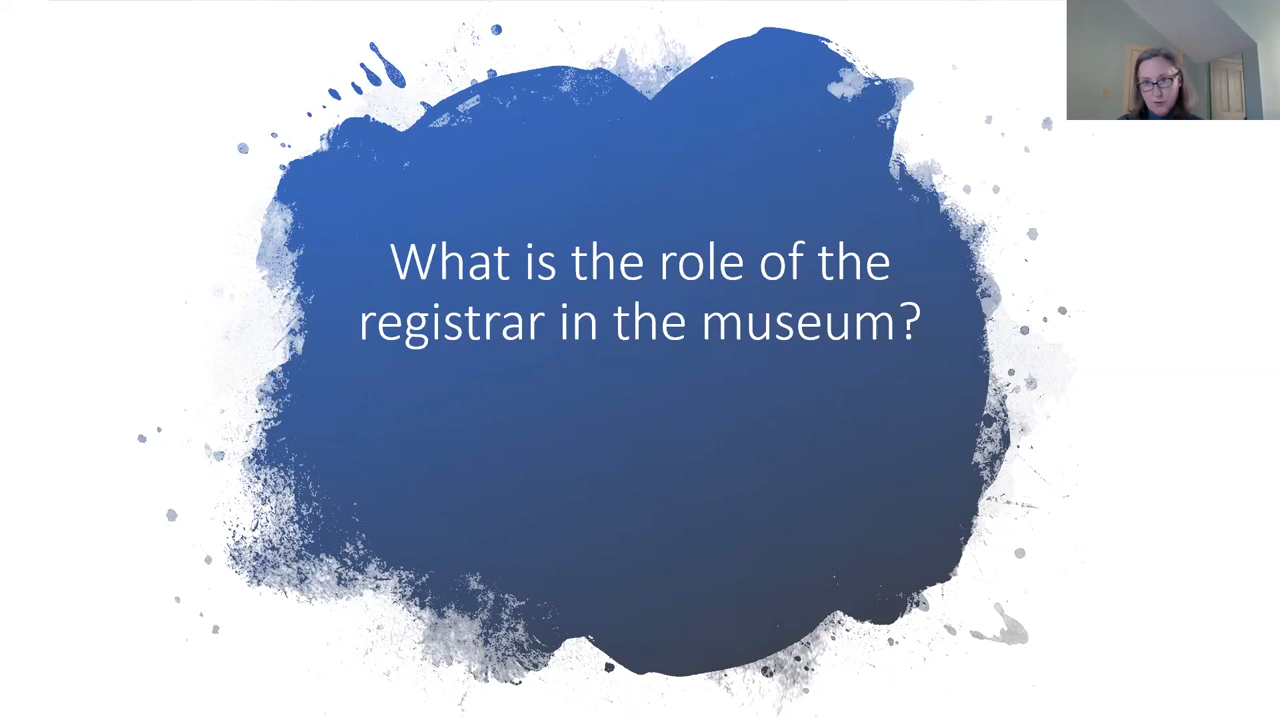 What is the role of the
registrar in the museum?